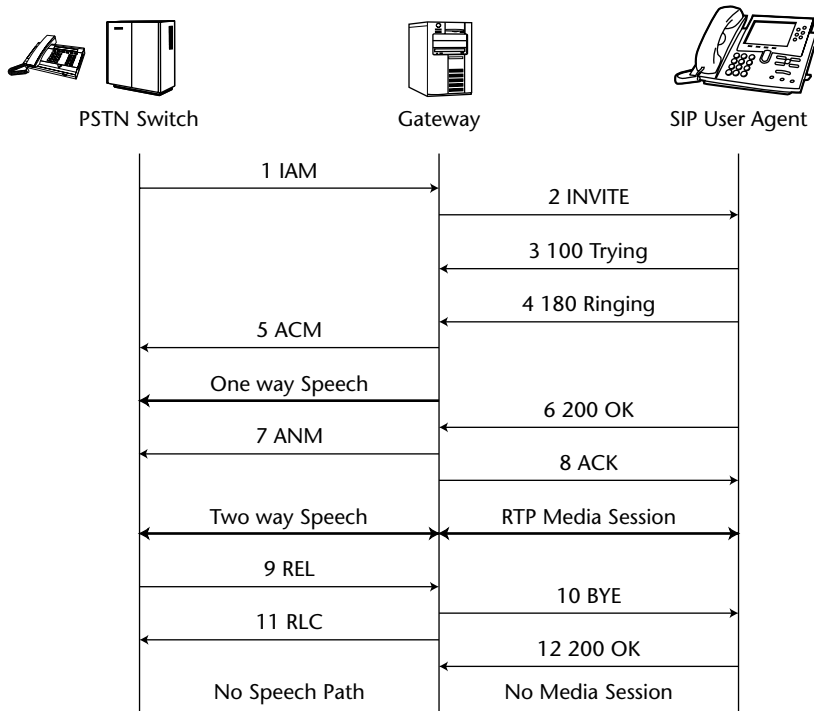 PSTN Switch
Gateway
SIP User Agent
1 IAM
2 INVITE
3 100 Trying
4 180 Ringing
5 ACM
One way Speech
6 200 OK
7 ANM
8 ACK
Two way Speech
RTP Media Session
9 REL
10 BYE
11 RLC
12 200 OK
No Speech Path
No Media Session